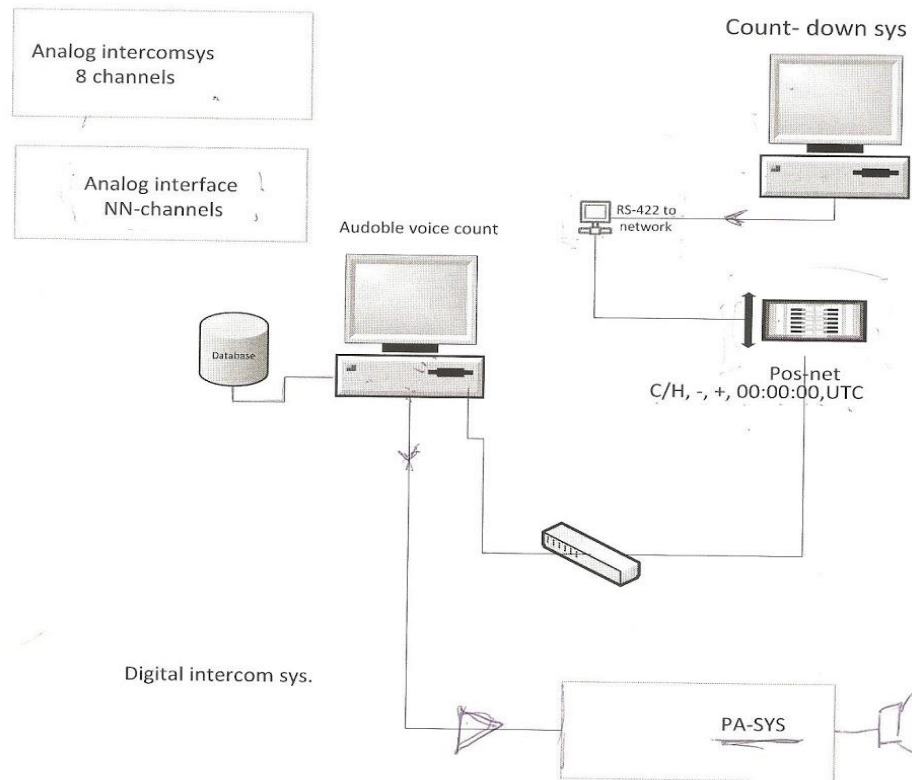 Analog intercomsys
8 channels
Count- down sys
Analog interface
NN-channels
RS-422 to
network
Audoble voice count
Database
Pos-net
C/H, -, +, 00:00:00,UTC
Digital intercom sys.
PA-SYS